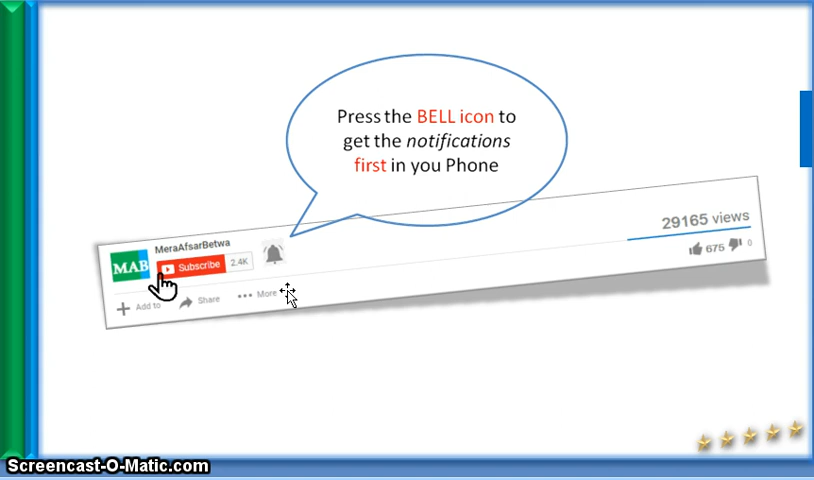 Press the BELL icon to
get the notifications
first in you Phone
29165 views
MeraAfsarBetwa
MAB
Subscribe 2.4K
675 0
Add to Share More
Screencast-O-Matic.com